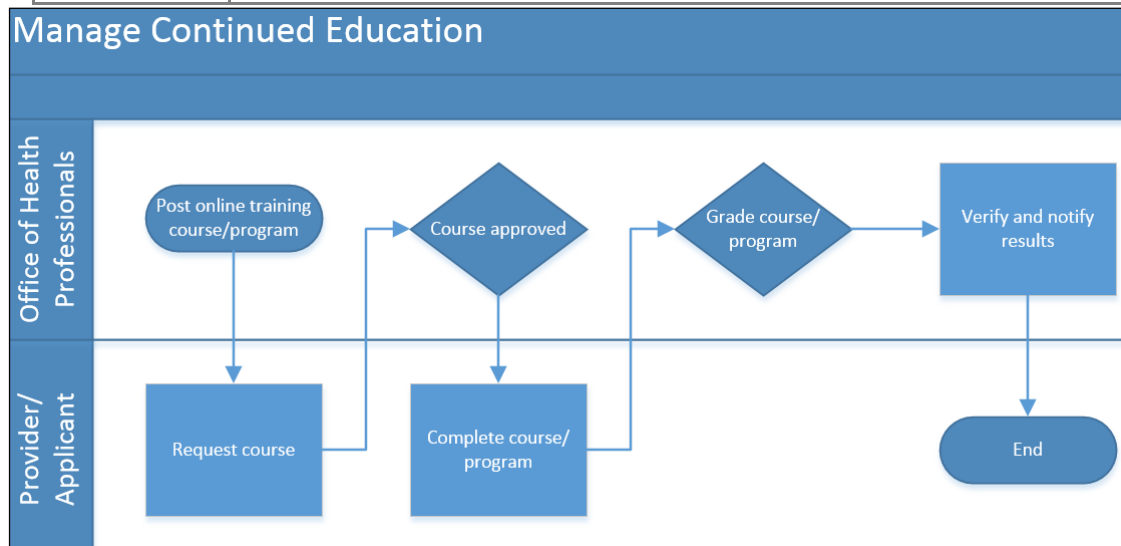 Manage Continued Education
Office of Health
Professionals
Post online training
course/program
Course approved
Grade course/
program
Verify and notify
results
Provider/
Applicant
Request course
Complete course/
program
End